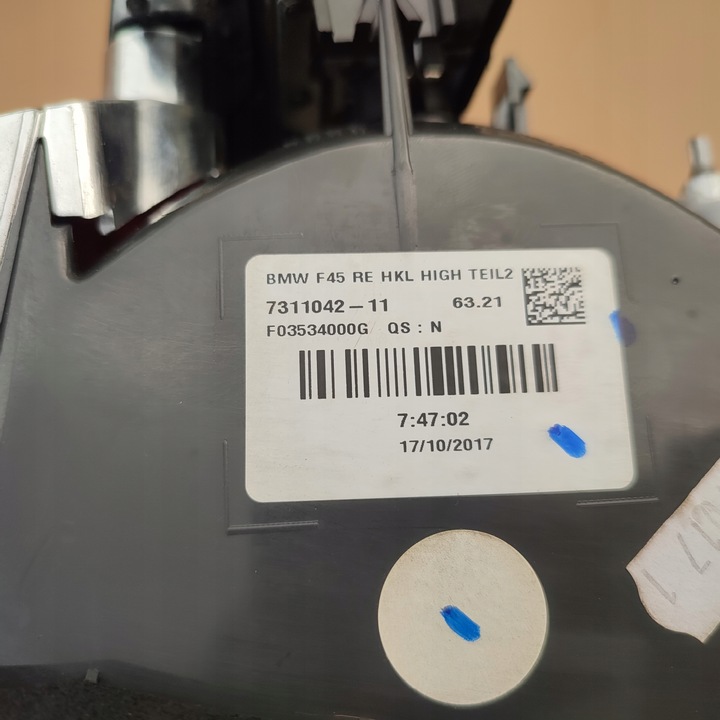 BMW F45 RE HKL HIGH TEIL2
7311042-11 63.21
F03534000G QS : N
7:47:02
17/10/2017